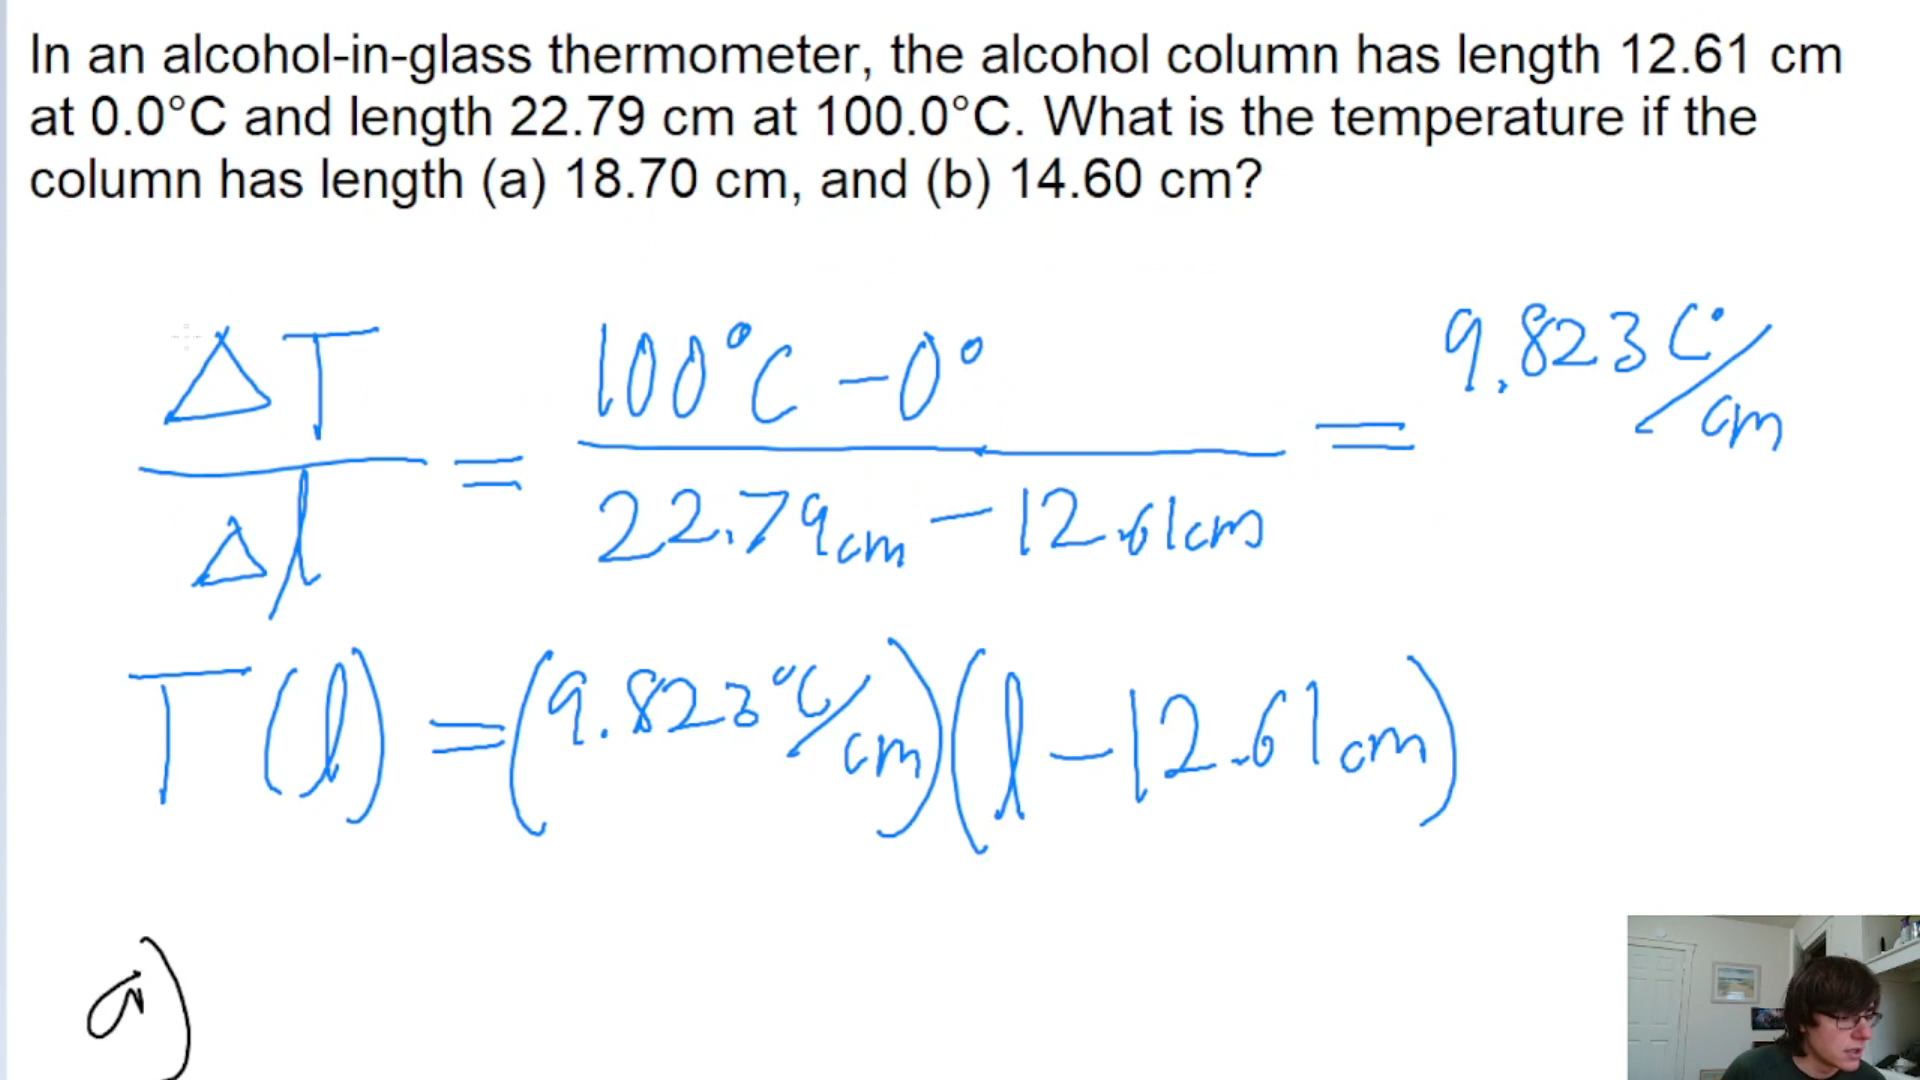 In an alcohol-in-glass thermometer, the alcohol column has length 12.61 cm
at 0.0°C and length 22.79 cm at 100.0°C. What is the temperature if the
column has length (a) 18.70 cm, and (b) 14.60 cm?
ΔT/Δl = (100°C - 0°)/(22.79cm - 12.61cm) = 9.823 C°/cm
T(l) = (9.823°C/cm)(l - 12.61cm)
a)